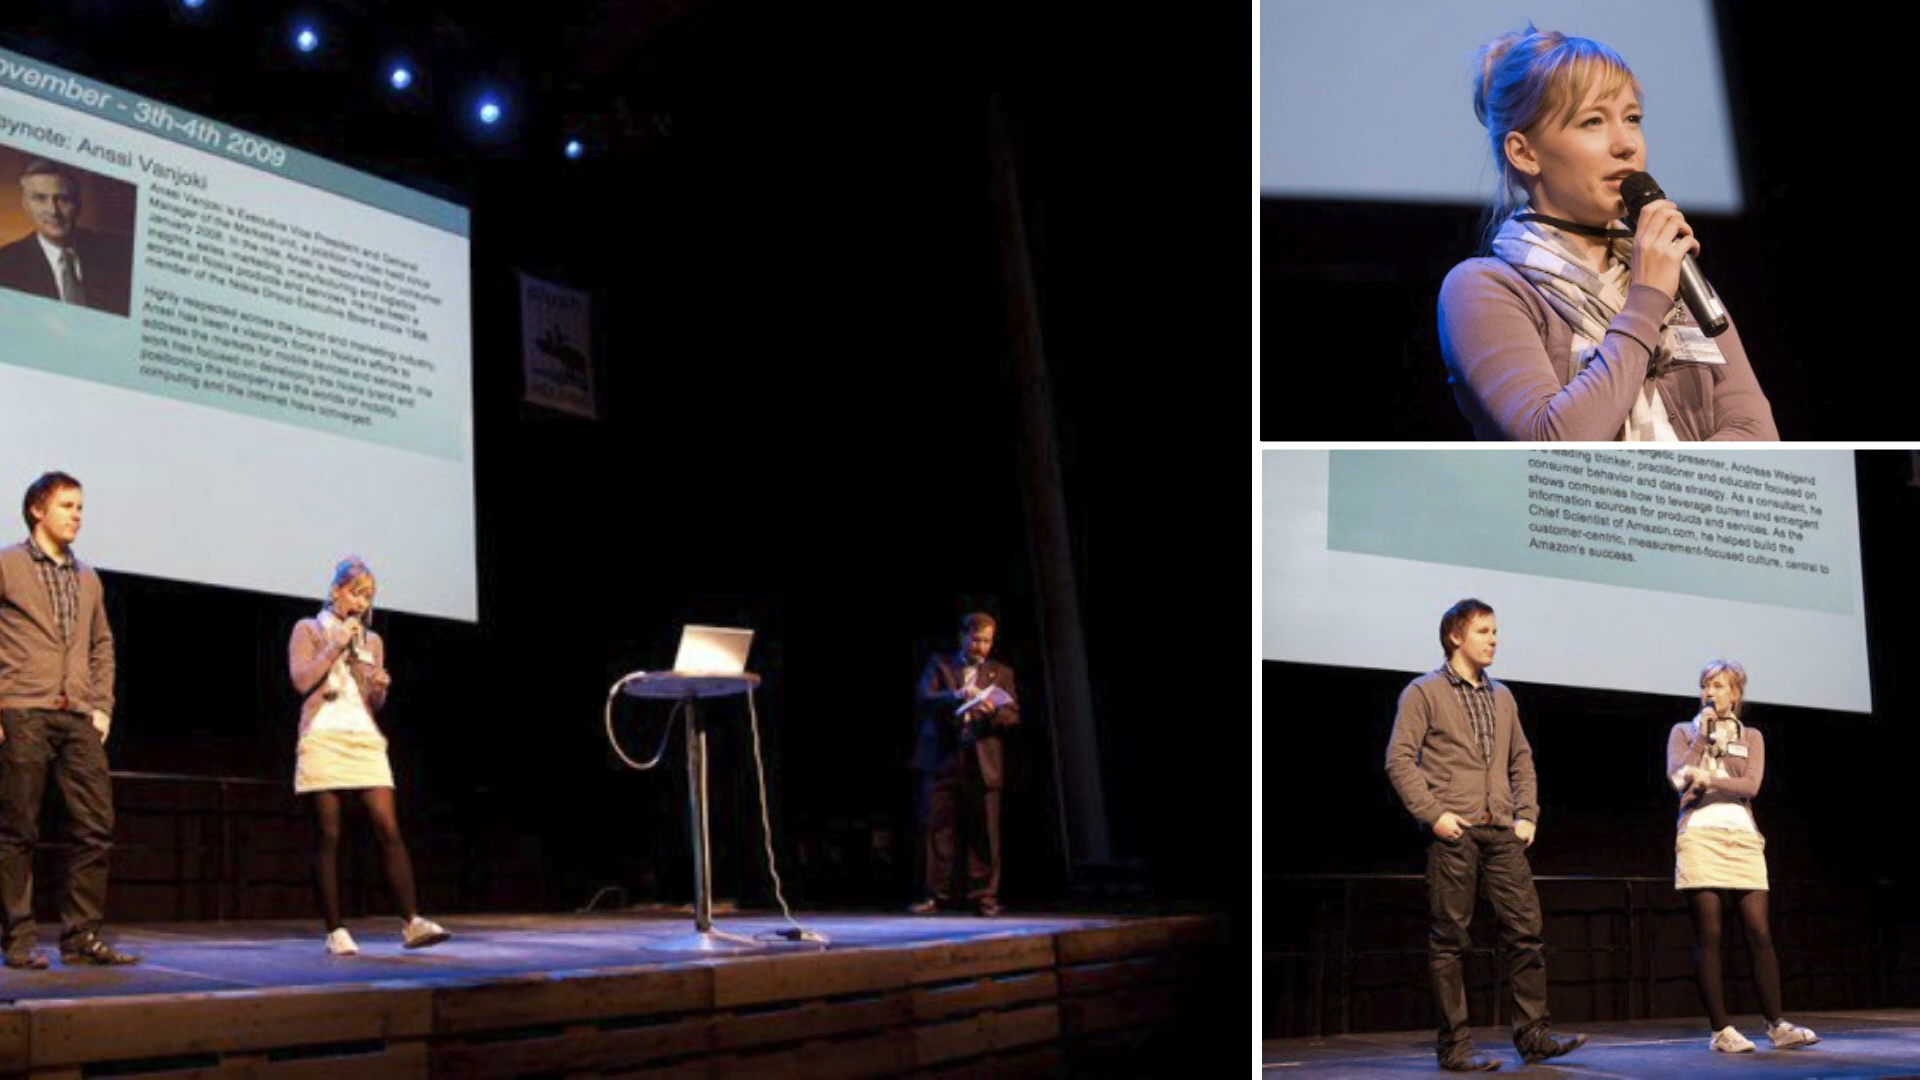 ovember - 3th-4th 2009
eynote: Anssi Vanjoki
Anssi Vanjoki is Executive Vice President and General
Manager of the Markets unit, a position he has held since
January 2008. In the role, Anssi is responsible for consumer
insights, sales, marketing, manufacturing and logistics
across all Nokia products and services. He has been a
member of the Nokia Group Executive Board since 1998.
Highly respected across the brand and marketing industry,
Anssi has been a visionary force in Nokia's efforts to
address the markets for mobile devices and services. His
work has focused on developing the Nokia brand and
positioning the company as the worlds of mobility,
computing and the internet have converged.
energetic presenter, Andreas Weigend
is a leading thinker, practitioner and educator focused on
consumer behavior and data strategy. As a consultant, he
shows companies how to leverage current and emergent
information sources for products and services. As the
Chief Scientist of Amazon.com, he helped build the
customer-centric, measurement-focused culture, central to
Amazon's success.